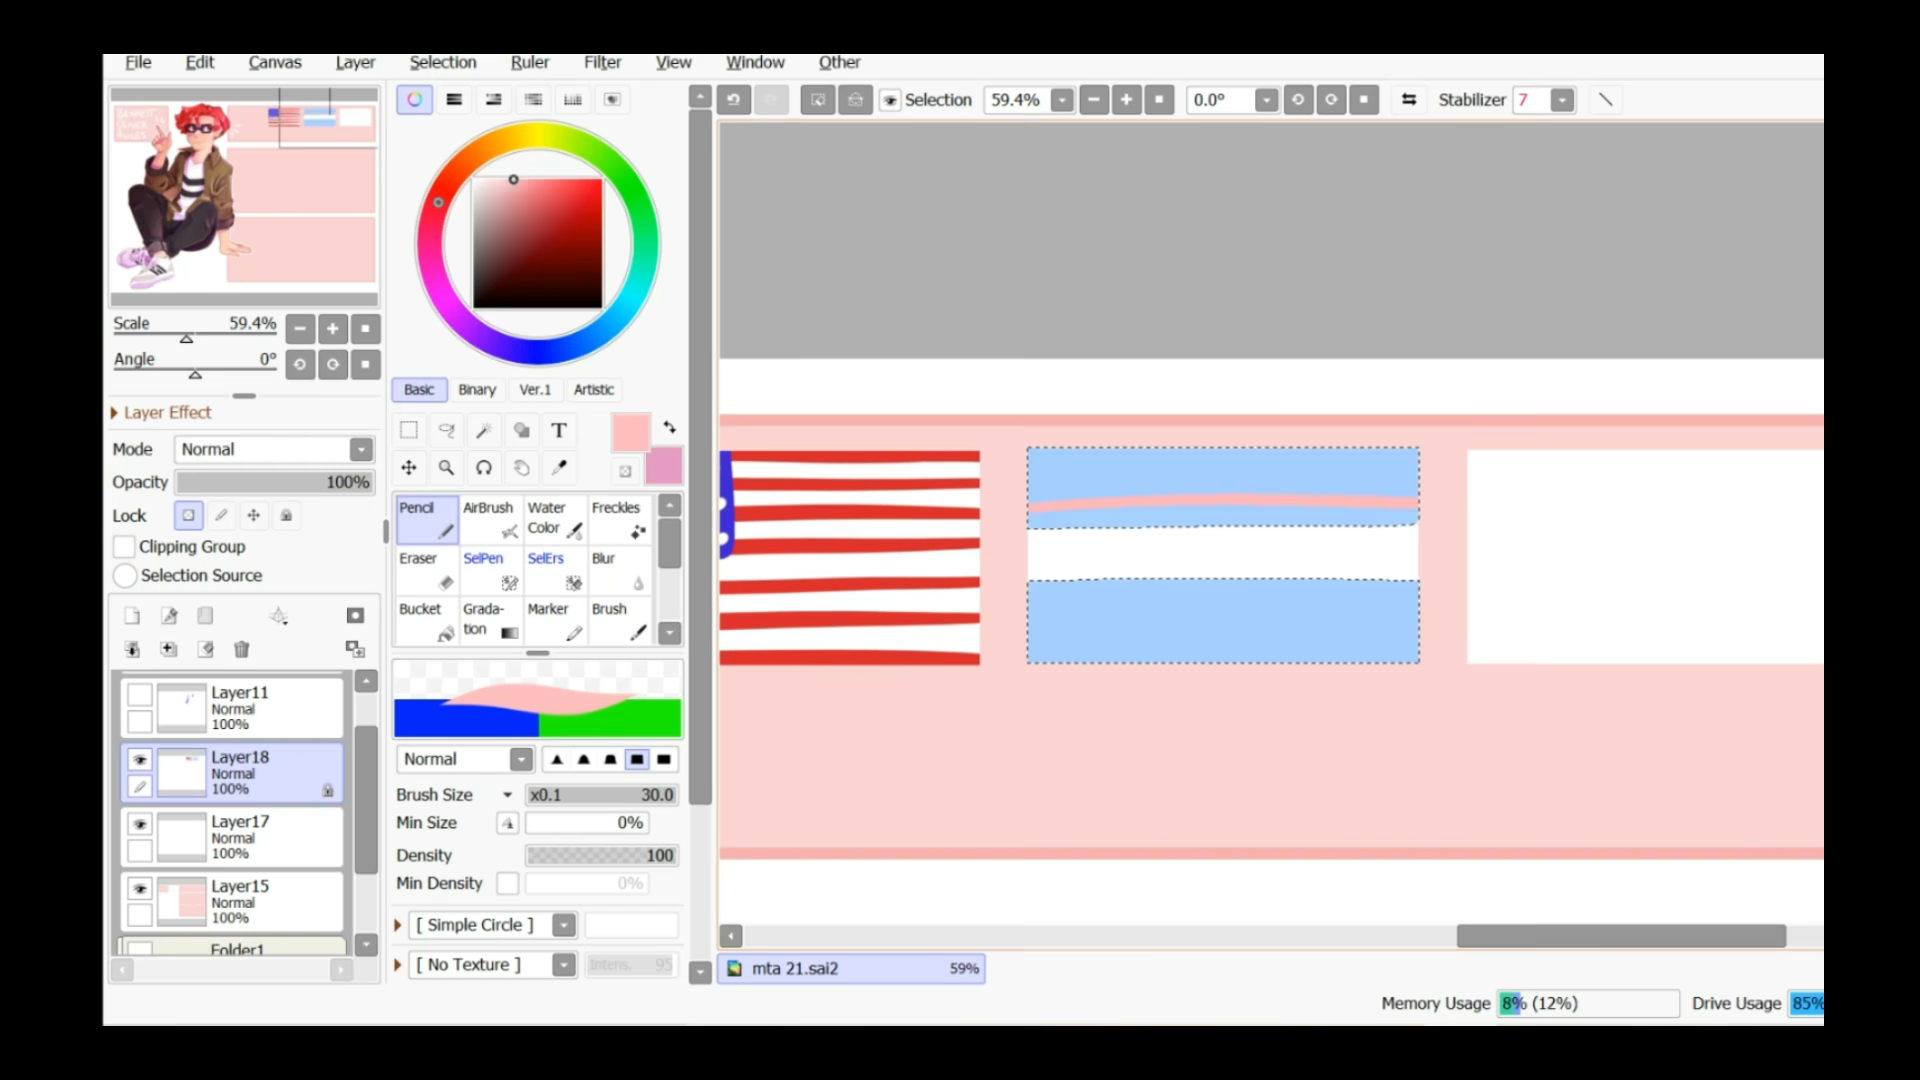 File Edit Canvas Layer Selection Ruler Filter View Window Other
Selection 59.4% 0.0° Stabilizer 7
Scale 59.4%
Angle 0°
Layer Effect
Mode Normal
Opacity 100%
Lock
Clipping Group
Selection Source
Layer11
Normal
100%
Layer18
Normal
100%
Layer17
Normal
100%
Layer15
Normal
100%
Folder1
Basic Binary Ver.1 Artistic
T
Pencil AirBrush Water Color Freckles
Eraser SelPen SelErs Blur
Bucket Grada-tion Marker Brush
Normal
Brush Size x0.1 30.0
Min Size 0%
Density 100
Min Density 0%
[ Simple Circle ]
[ No Texture ] Intens. 95
mta 21.sai2 59%
Memory Usage 8% (12%) Drive Usage 85%